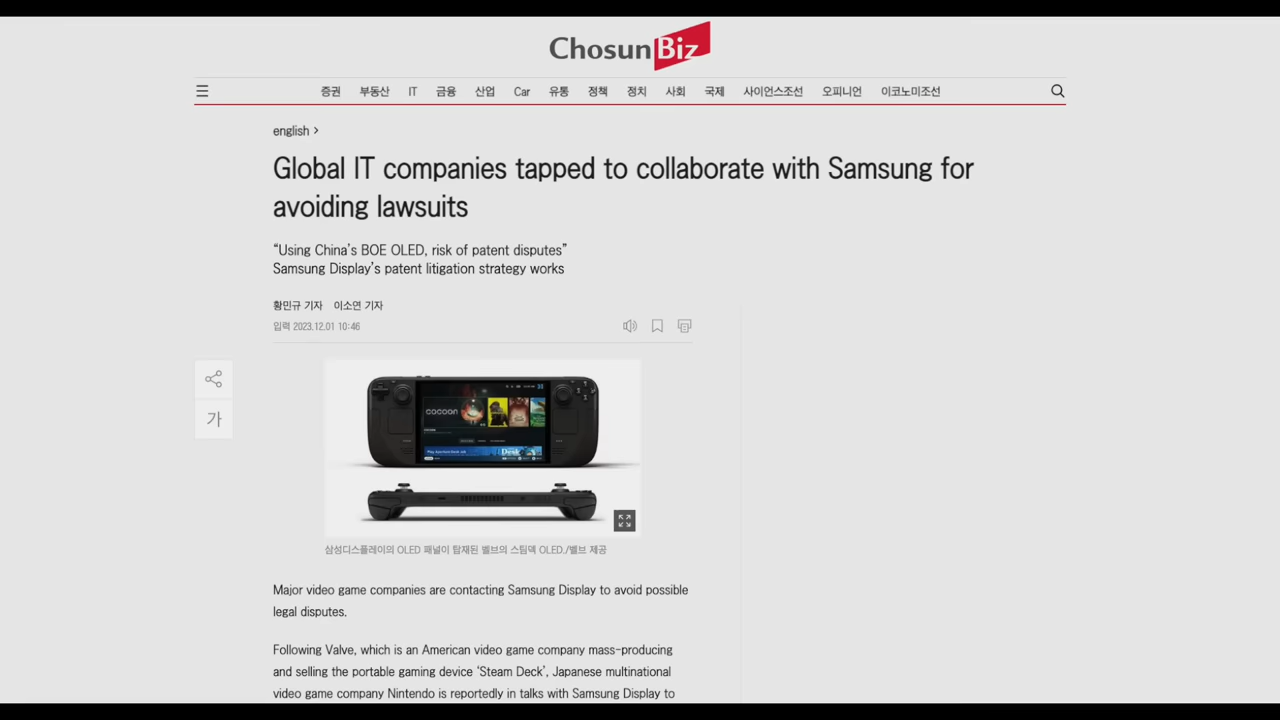 ChosunBiz
증권 부동산 IT 금융 산업 Car 유통 정책 정치 사회 국제 사이언스조선 오피니언 이코노미조선
english >
Global IT companies tapped to collaborate with Samsung for
avoiding lawsuits
“Using China’s BOE OLED, risk of patent disputes”
Samsung Display’s patent litigation strategy works
황민규 기자 이소연 기자
입력 2023.12.01 10:46
가
cocoon
삼성디스플레이의 OLED 패널이 탑재된 밸브의 스팀덱 OLED./밸브 제공
Major video game companies are contacting Samsung Display to avoid possible
legal disputes.
Following Valve, which is an American video game company mass-producing
and selling the portable gaming device ‘Steam Deck’, Japanese multinational
video game company Nintendo is reportedly in talks with Samsung Display to